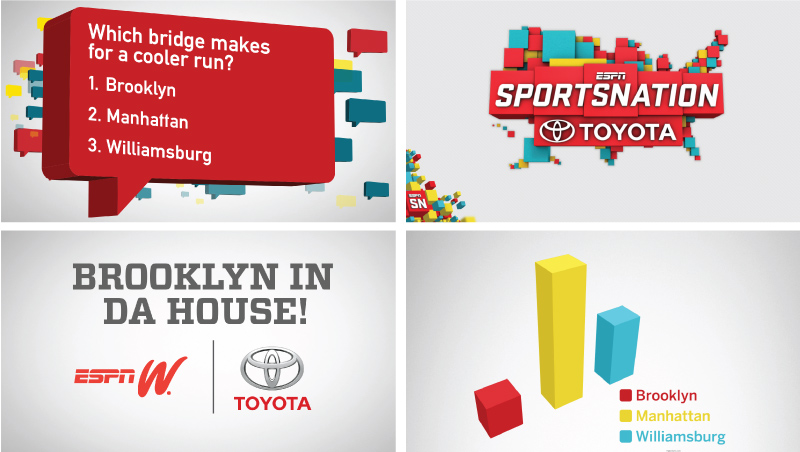 Which bridge makes
for a cooler run?
1. Brooklyn
2. Manhattan
3. Williamsburg
ESPN
SPORTSNATION
TOYOTA
ESPN
SN
BROOKLYN IN
DA HOUSE!
ESPN W
TOYOTA
Brooklyn
Manhattan
Williamsburg